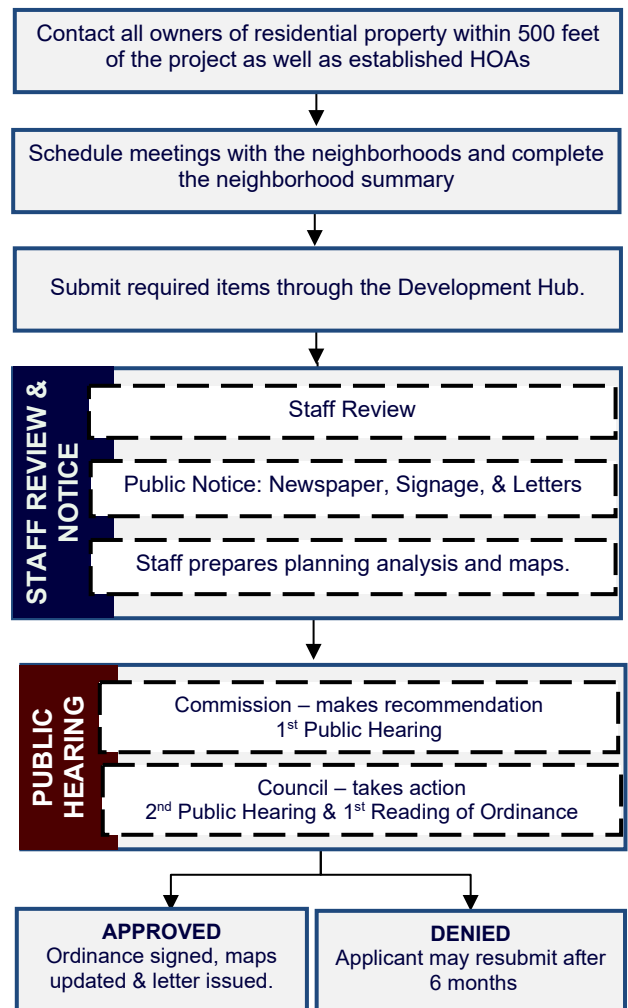 Contact all owners of residential property within 500 feet
of the project as well as established HOAs
Schedule meetings with the neighborhoods and complete
the neighborhood summary
Submit required items through the Development Hub.
STAFF REVIEW &
NOTICE
Staff Review
Public Notice: Newspaper, Signage, & Letters
Staff prepares planning analysis and maps.
PUBLIC
HEARING
Commission – makes recommendation
1st Public Hearing
Council – takes action
2nd Public Hearing & 1st Reading of Ordinance
APPROVED
Ordinance signed, maps
updated & letter issued.
DENIED
Applicant may resubmit after
6 months